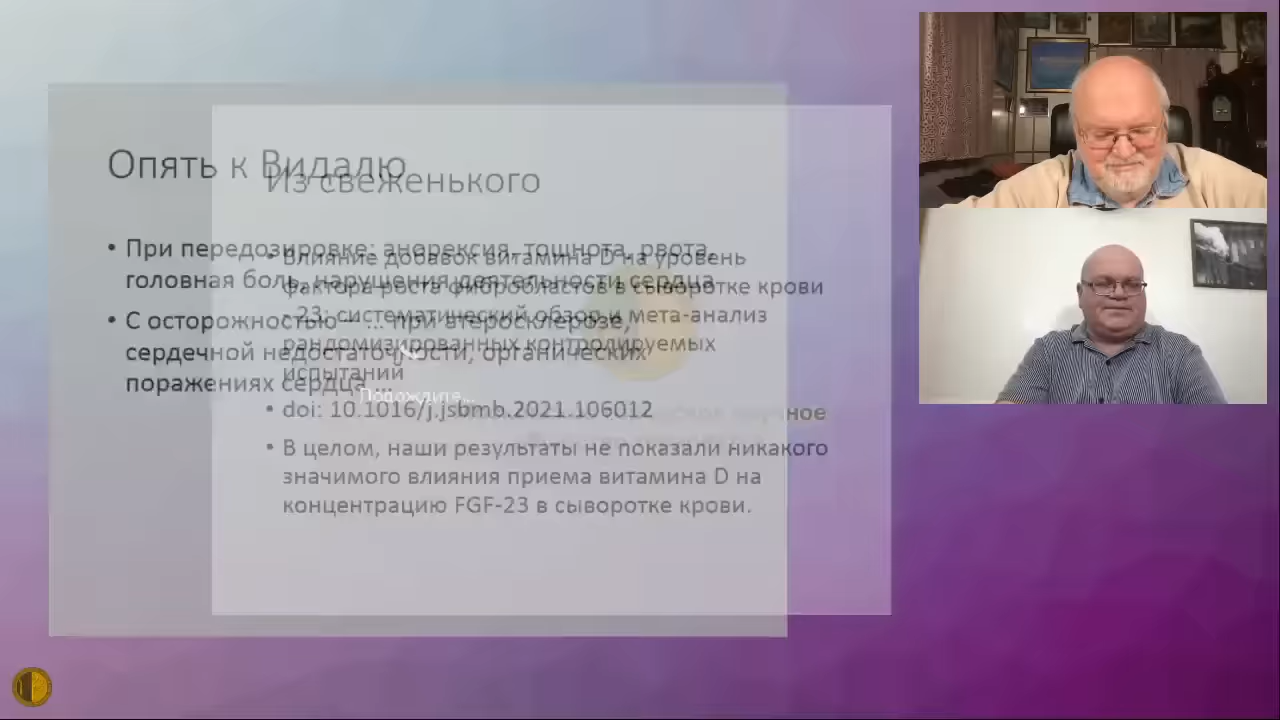 Опять к Видалю
• При передозировке: анорексия, тошнота, рвота,
головная боль, нарушения деятельности сердца
• С осторожностью – ... при атеросклерозе,
сердечной недостаточности, органических
поражениях сердца ...
Из свеженького
• Влияние добавок витамина D на уровень
фактора роста фибробластов в сыворотке крови
- 23: систематический обзор и мета-анализ
рандомизированных контролируемых
испытаний
• doi: 10.1016/j.jsbmb.2021.106012
• В целом, наши результаты не показали никакого
значимого влияния приема витамина D на
концентрацию FGF-23 в сыворотке крови.
Подождите...
научное